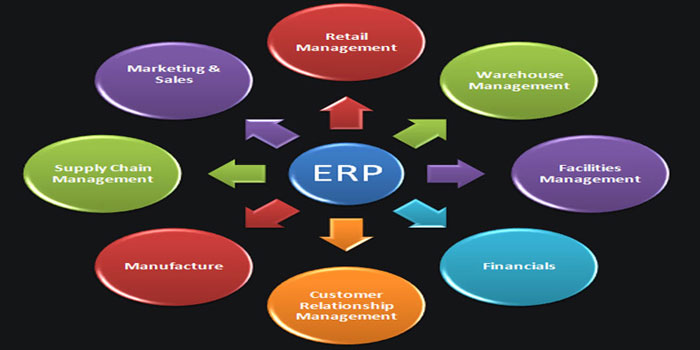 Retail
Management
Marketing &
Sales
Warehouse
Management
Supply Chain
Management
ERP
Facilities
Management
Manufacture
Financials
Customer
Relationship
Management